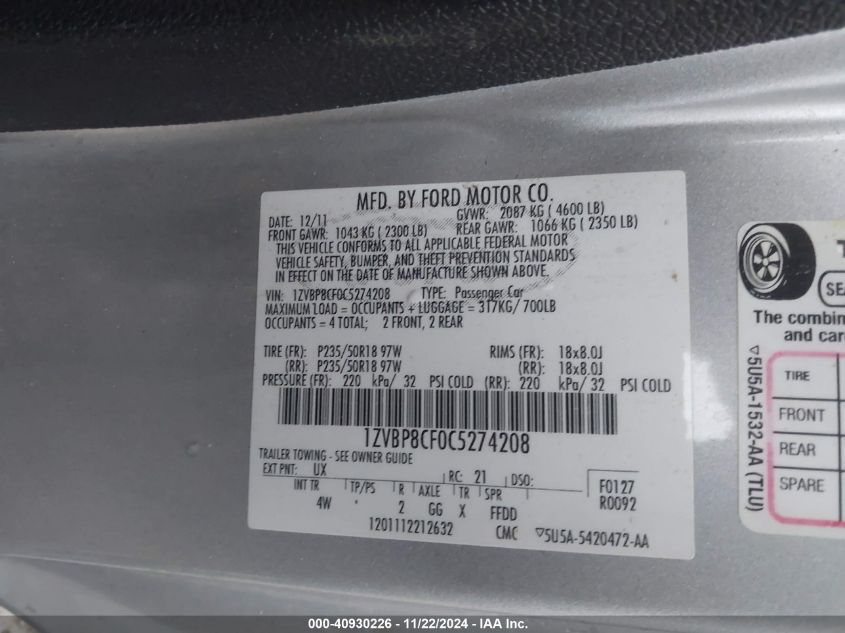 MFD. BY FORD MOTOR CO.
DATE: 12/11 GVWR: 2087 KG ( 4600 LB)
FRONT GAWR: 1043 KG ( 2300 LB) REAR GAWR: 1066 KG ( 2350 LB)
THIS VEHICLE CONFORMS TO ALL APPLICABLE FEDERAL MOTOR
VEHICLE SAFETY, BUMPER, AND THEFT PREVENTION STANDARDS
IN EFFECT ON THE DATE OF MANUFACTURE SHOWN ABOVE.
VIN: 1ZVBP8CF0C5274208 TYPE: Passenger Car
MAXIMUM LOAD = OCCUPANTS + LUGGAGE = 317KG/ 700LB
OCCUPANTS = 4 TOTAL; 2 FRONT, 2 REAR
TIRE (FR): P235/50R18 97W RIMS (FR): 18x8.0J
(RR): P235/50R18 97W (RR): 18x8.0J
PRESSURE (FR): 220 kPa/ 32 PSI COLD (RR): 220 kPa/ 32 PSI COLD
1ZVBP8CF0C5274208
TRAILER TOWING - SEE OWNER GUIDE
EXT PNT: UX RC: 21 DSO: F0127
INT TR TP/PS R AXLE TR SPR R0092
4W * 2 GG X FFDD
1201112212632 CMC ▽5U5A-5420472-AA
T
SEA
The combin
and car
TIRE
FRONT
REAR
SPARE
▽5U5A-1532-AA (TLU)
000-40930226 - 11/22/2024 - IAA Inc.